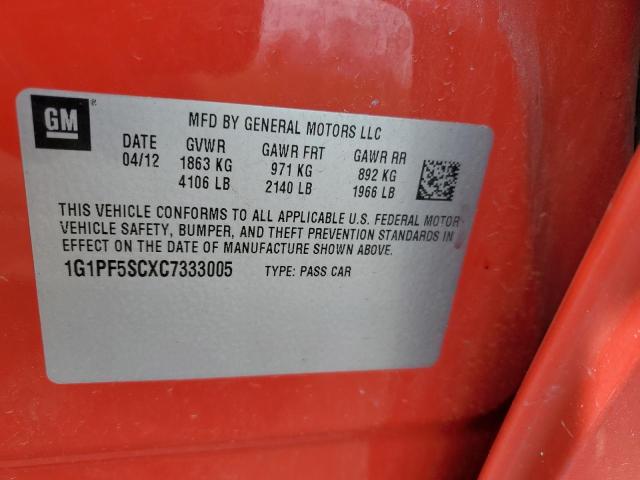 GM ®
MFD BY GENERAL MOTORS LLC
DATE GVWR GAWR FRT GAWR RR
04/12 1863 KG 971 KG 892 KG
4106 LB 2140 LB 1966 LB
THIS VEHICLE CONFORMS TO ALL APPLICABLE U.S. FEDERAL MOTOR
VEHICLE SAFETY, BUMPER, AND THEFT PREVENTION STANDARDS IN
EFFECT ON THE DATE OF MANUFACTURE SHOWN ABOVE.
1G1PF5SCXC7333005 TYPE: PASS CAR